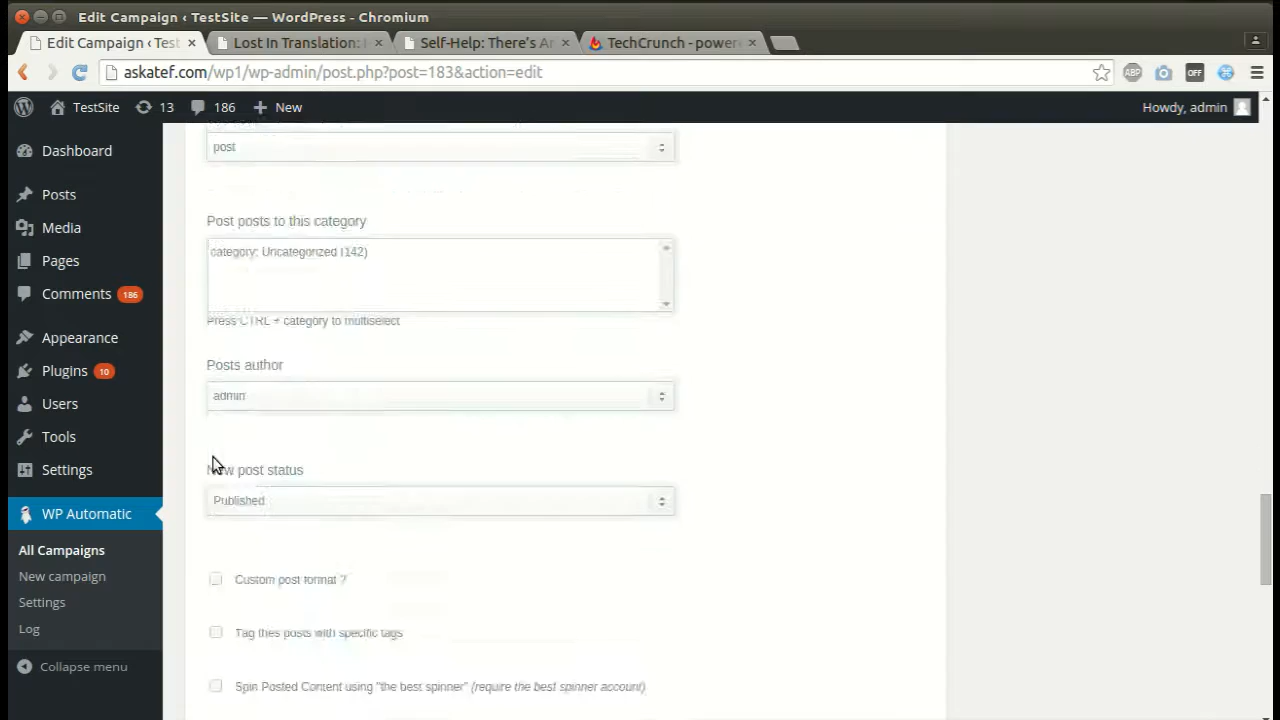 Edit Campaign ‹ TestSite — WordPress - Chromium
Edit Campaign ‹ Test
Lost In Translation:
Self-Help: There's Ar
TechCrunch - power
askatef.com/wp1/wp-admin/post.php?post=183&action=edit
ABP
OFF
TestSite
13
186
New
Howdy, admin
Dashboard
Posts
Media
Pages
Comments 186
Appearance
Plugins 10
Users
Tools
Settings
WP Automatic
All Campaigns
New campaign
Settings
Log
Collapse menu
post
Post posts to this category
category: Uncategorized (142)
Press CTRL + category to multiselect
Posts author
admin
New post status
Published
Custom post format ?
Tag thes posts with specific tags
Spin Posted Content using "the best spinner" (require the best spinner account)